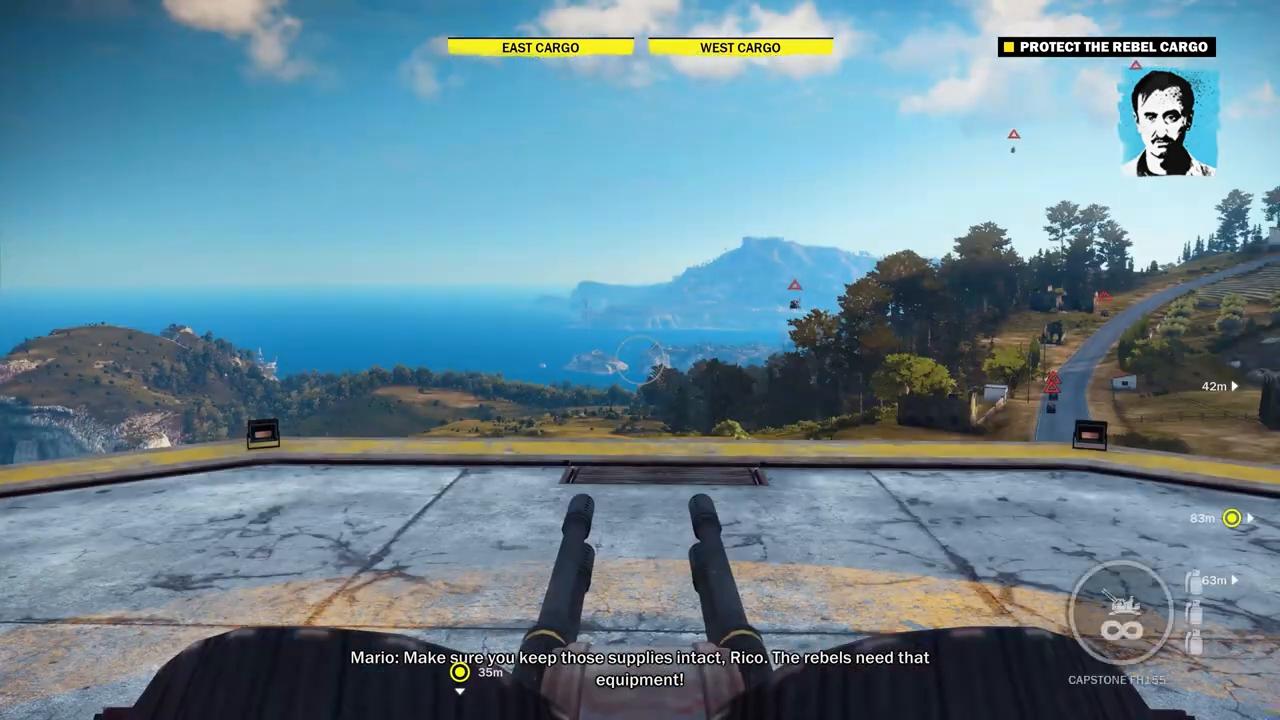 EAST CARGO
WEST CARGO
PROTECT THE REBEL CARGO
42m
83m
63m
CAPSTONE FH155
Mario: Make sure you keep those supplies intact, Rico. The rebels need that
equipment!
35m